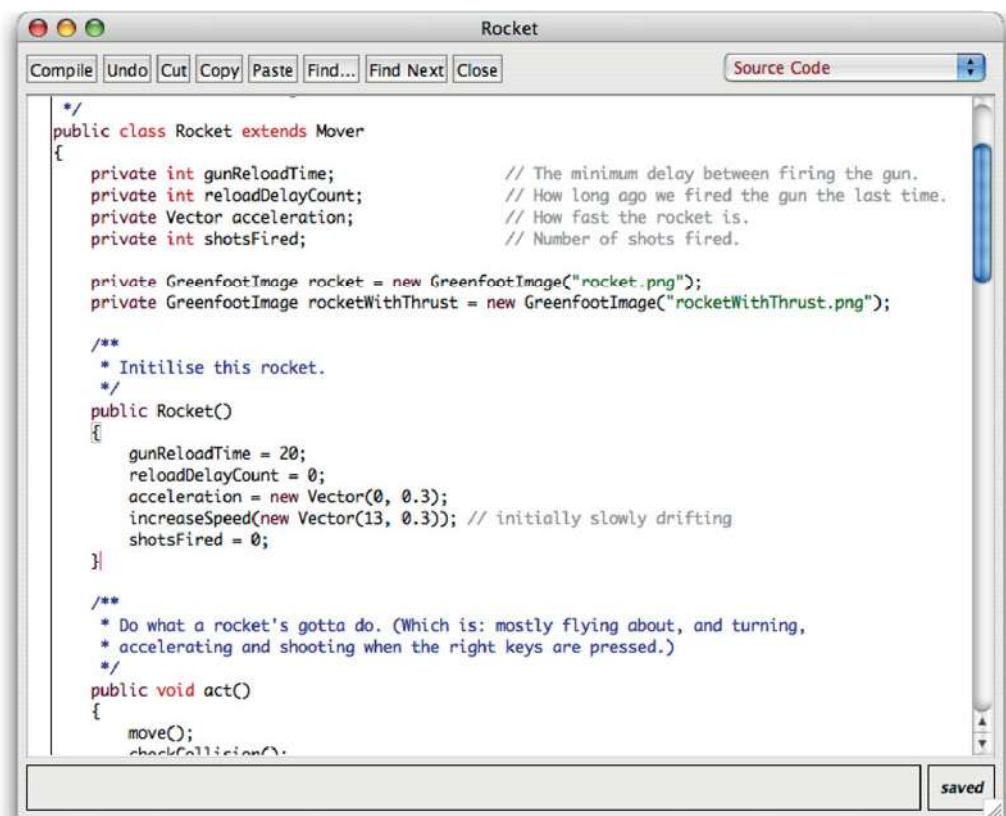 Rocket
Compile Undo Cut Copy Paste Find... Find Next Close Source Code
*/
public class Rocket extends Mover
{
private int gunReloadTime; // The minimum delay between firing the gun.
private int reloadDelayCount; // How long ago we fired the gun the last time.
private Vector acceleration; // How fast the rocket is.
private int shotsFired; // Number of shots fired.
private GreenfootImage rocket = new GreenfootImage("rocket.png");
private GreenfootImage rocketWithThrust = new GreenfootImage("rocketWithThrust.png");
/**
* Initilise this rocket.
*/
public Rocket()
{
gunReloadTime = 20;
reloadDelayCount = 0;
acceleration = new Vector(0, 0.3);
increaseSpeed(new Vector(13, 0.3)); // initially slowly drifting
shotsFired = 0;
}
/**
* Do what a rocket's gotta do. (Which is: mostly flying about, and turning,
* accelerating and shooting when the right keys are pressed.)
*/
public void act()
{
move();
checkCollision();
saved